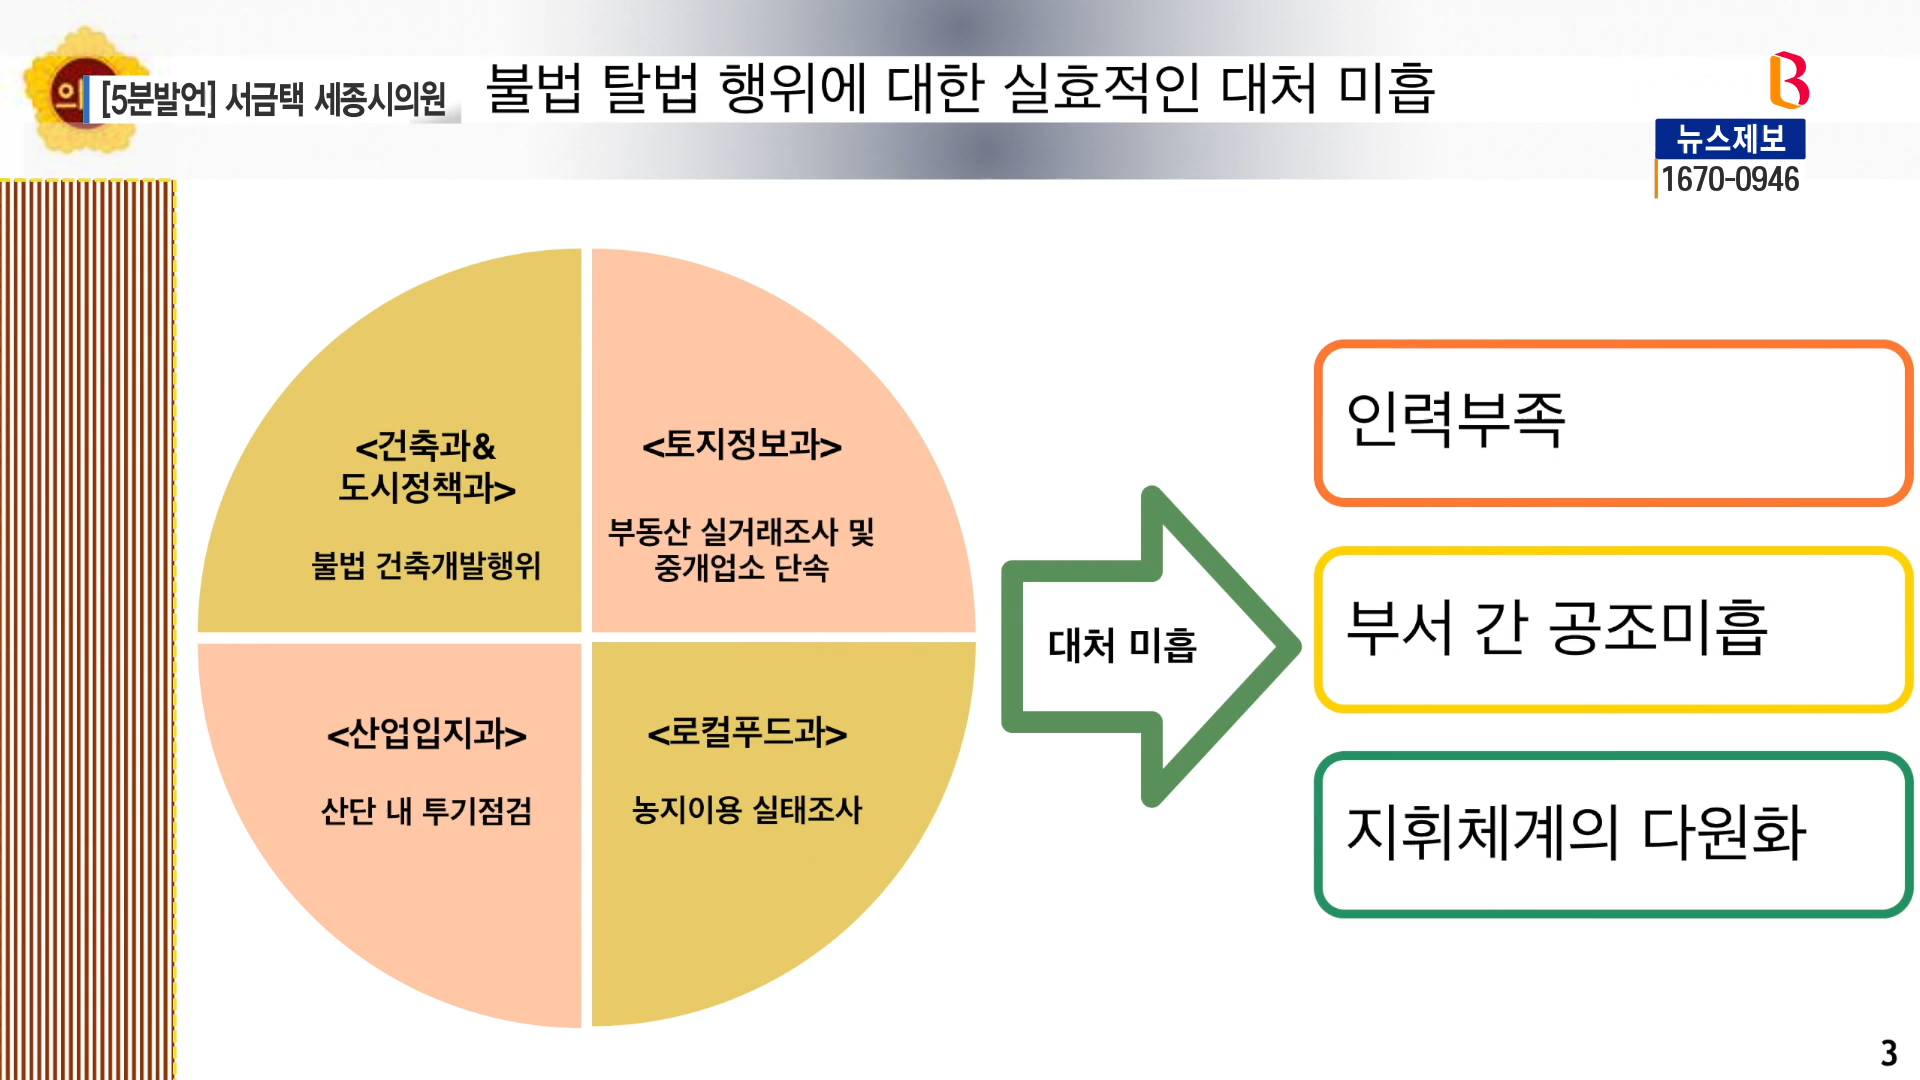 의
[5분발언] 서금택 세종시의원
불법 탈법 행위에 대한 실효적인 대처 미흡
B
뉴스제보
1670-0946
<건축과&
도시정책과>
불법 건축개발행위
<토지정보과>
부동산 실거래조사 및
중개업소 단속
<산업입지과>
산단 내 투기점검
<로컬푸드과>
농지이용 실태조사
대처 미흡
인력부족
부서 간 공조미흡
지휘체계의 다원화
3